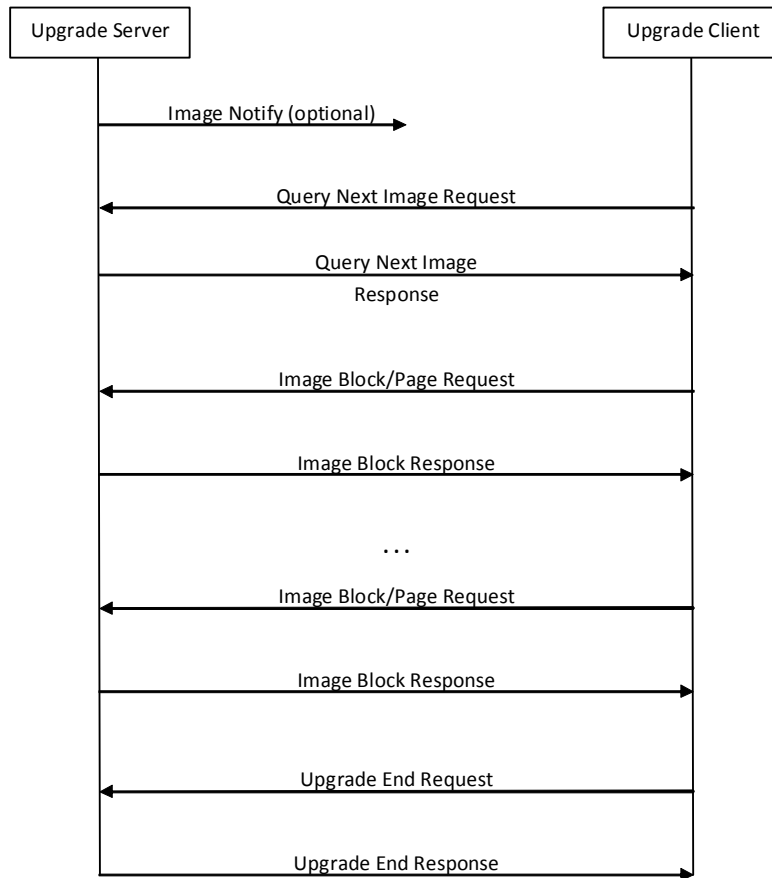 Upgrade Server
Upgrade Client
Image Notify (optional)
Query Next Image Request
Query Next Image
Response
Image Block/Page Request
Image Block Response
...
Image Block/Page Request
Image Block Response
Upgrade End Request
Upgrade End Response